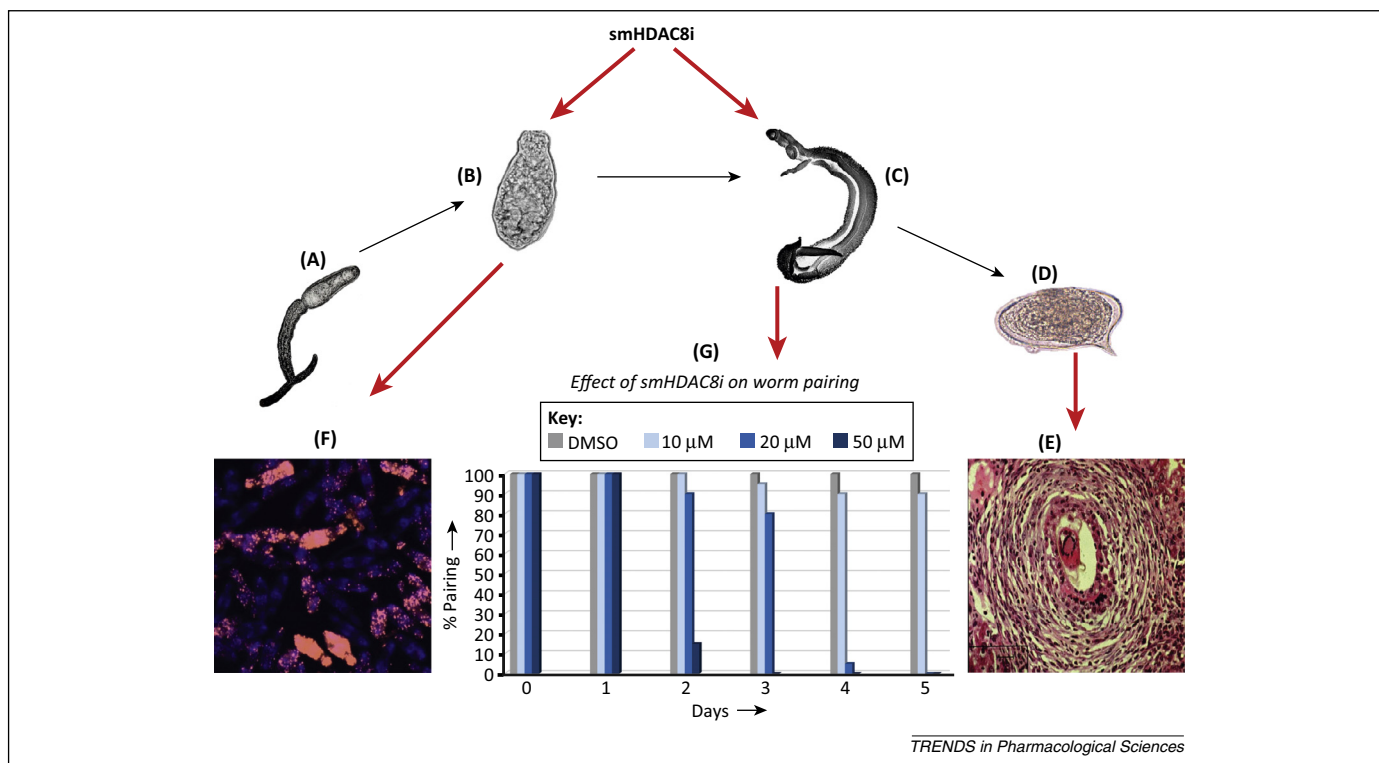 smHDAC8i
(B)
(C)
(A)
(D)
(G)
Effect of smHDAC8i on worm pairing
Key:
DMSO 10 μM 20 μM 50 μM
(F)
(E)
100
90
80
70
60
50
40
30
20
10
0
% Pairing
0 1 2 3 4 5
Days
TRENDS in Pharmacological Sciences